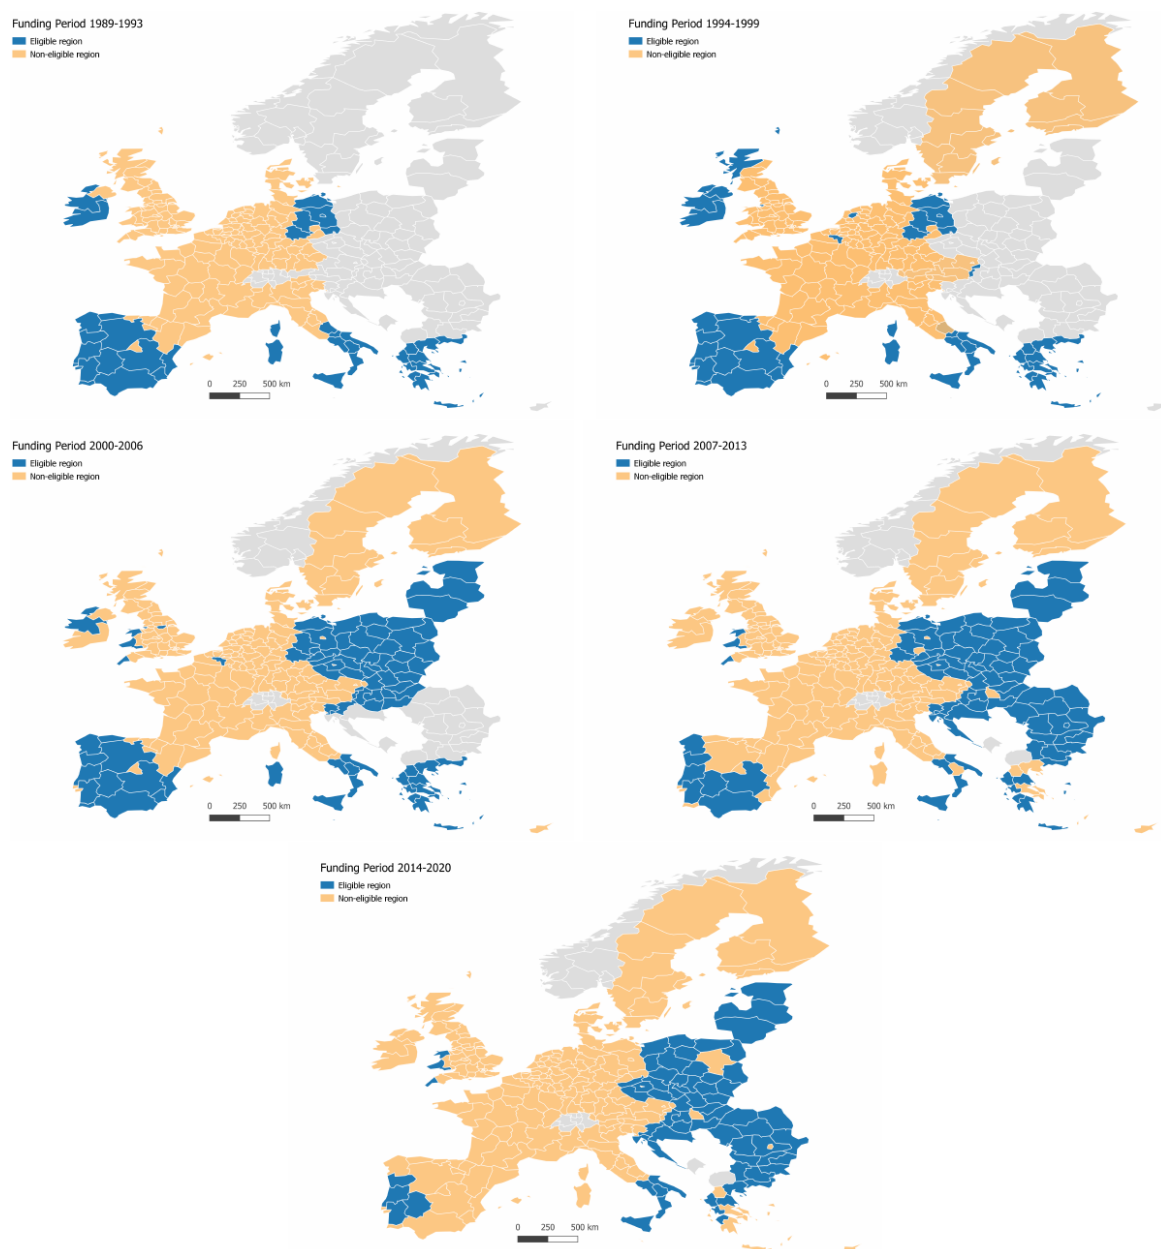 Funding Period 1989-1993
Eligible region
Non-eligible region
0 250 500 km
Funding Period 1994-1999
Eligible region
Non-eligible region
0 250 500 km
Funding Period 2000-2006
Eligible region
Non-eligible region
0 250 500 km
Funding Period 2007-2013
Eligible region
Non-eligible region
0 250 500 km
Funding Period 2014-2020
Eligible region
Non-eligible region
0 250 500 km